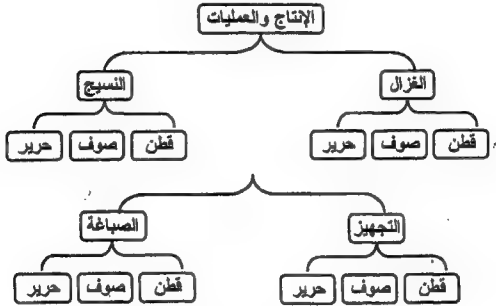 الإنتاج والعمليات
الغزال النسيج
قطن صوف حرير قطن صوف حرير
التجهيز الصباغة
قطن صوف حرير قطن صوف حرير